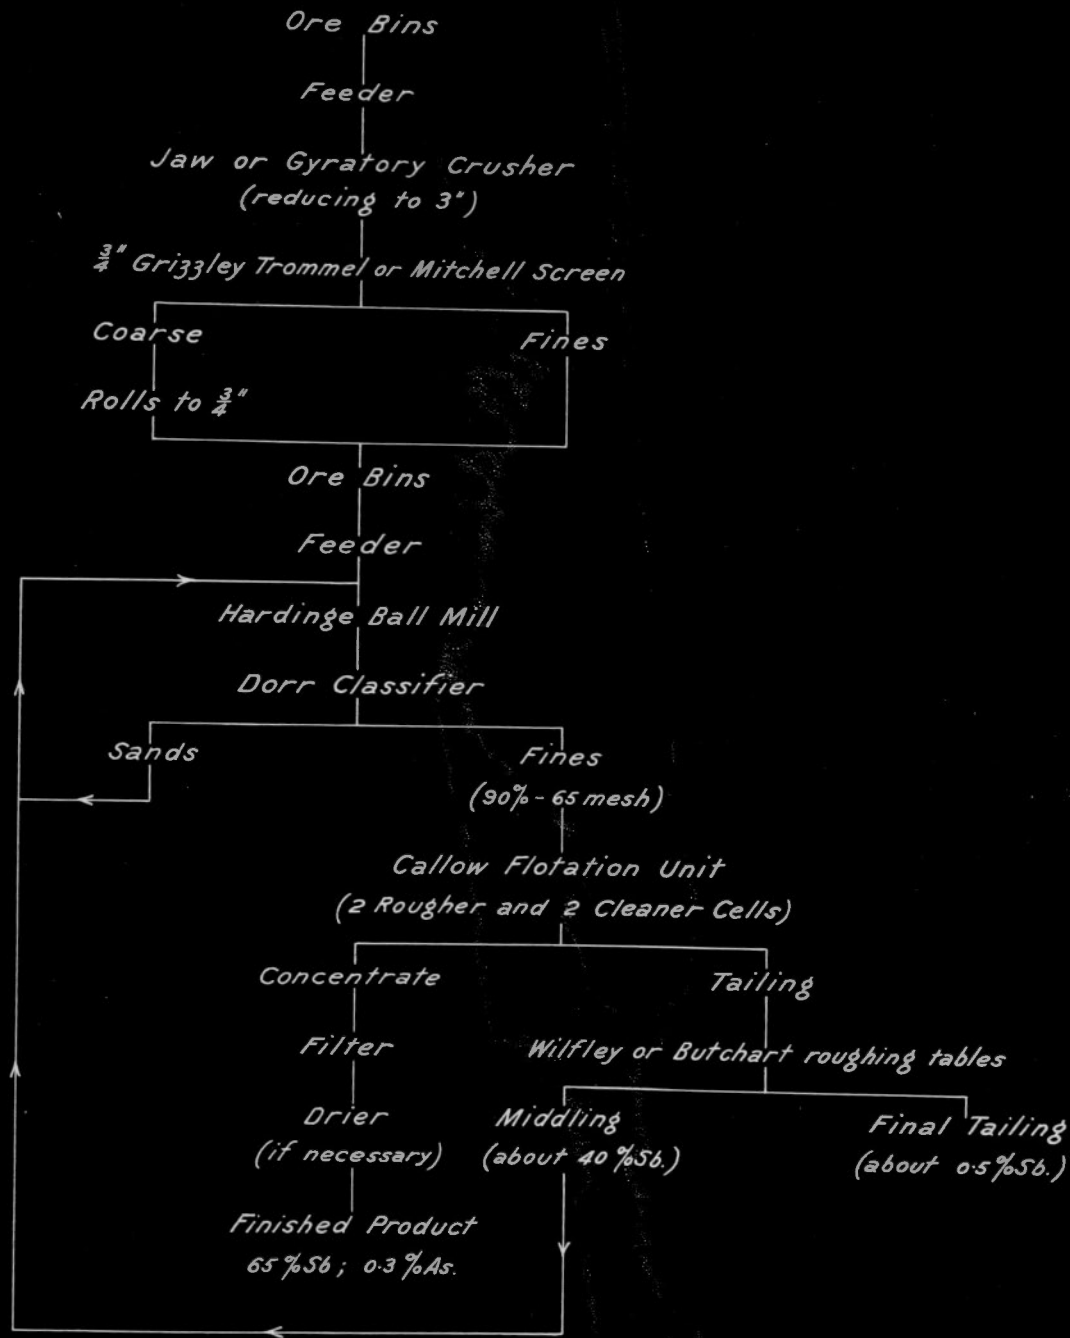 Ore Bins
Feeder
Jaw or Gyratory Crusher
(reducing to 3")
¾" Grizzley Trommel or Mitchell Screen
Coarse
Fines
Rolls to ¾"
Ore Bins
Feeder
Hardinge Ball Mill
Dorr Classifier
Sands
Fines
(90% - 65 mesh)
Callow Flotation Unit
(2 Rougher and 2 Cleaner Cells)
Concentrate
Tailing
Filter
Wilfley or Butchart roughing tables
Drier
(if necessary)
Middling
(about 40 %Sb.)
Final Tailing
(about 0.5 %Sb.)
Finished Product
65 %Sb; 0.3 %As.